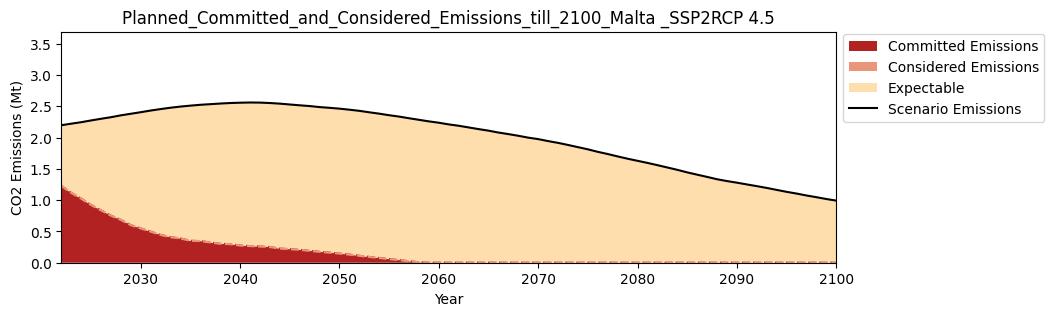 Planned_Committed_and_Considered_Emissions_till_2100_Malta _SSP2RCP 4.5
CO2 Emissions (Mt)
3.5
3.0
2.5
2.0
1.5
1.0
0.5
0.0
2030
2040
2050
2060
2070
2080
2090
2100
Year
Committed Emissions
Considered Emissions
Expectable
Scenario Emissions